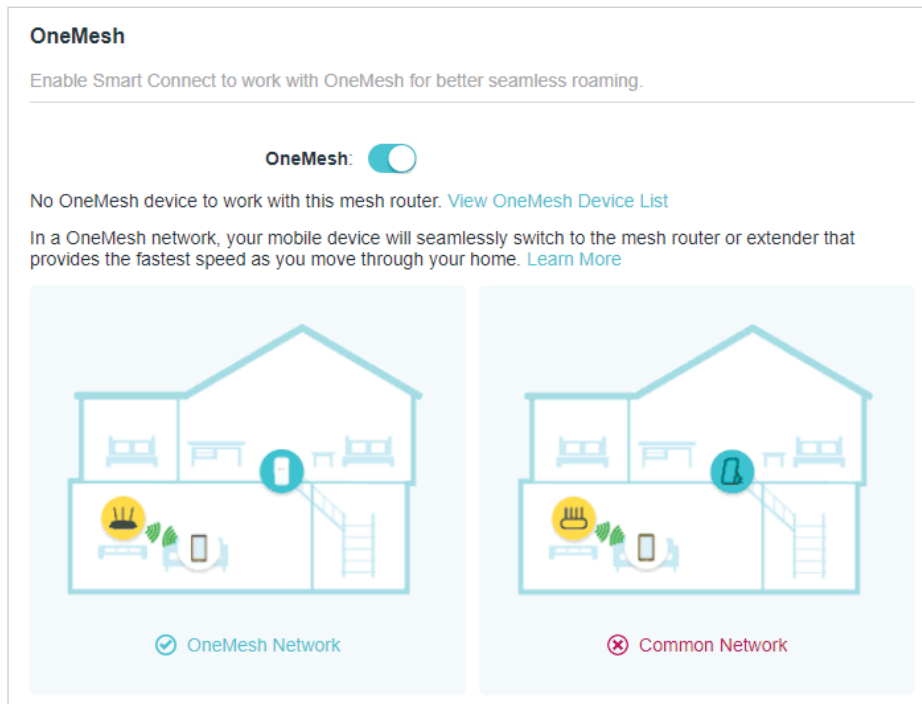 OneMesh
Enable Smart Connect to work with OneMesh for better seamless roaming.
OneMesh:
No OneMesh device to work with this mesh router. View OneMesh Device List
In a OneMesh network, your mobile device will seamlessly switch to the mesh router or extender that
provides the fastest speed as you move through your home. Learn More
OneMesh Network
Common Network